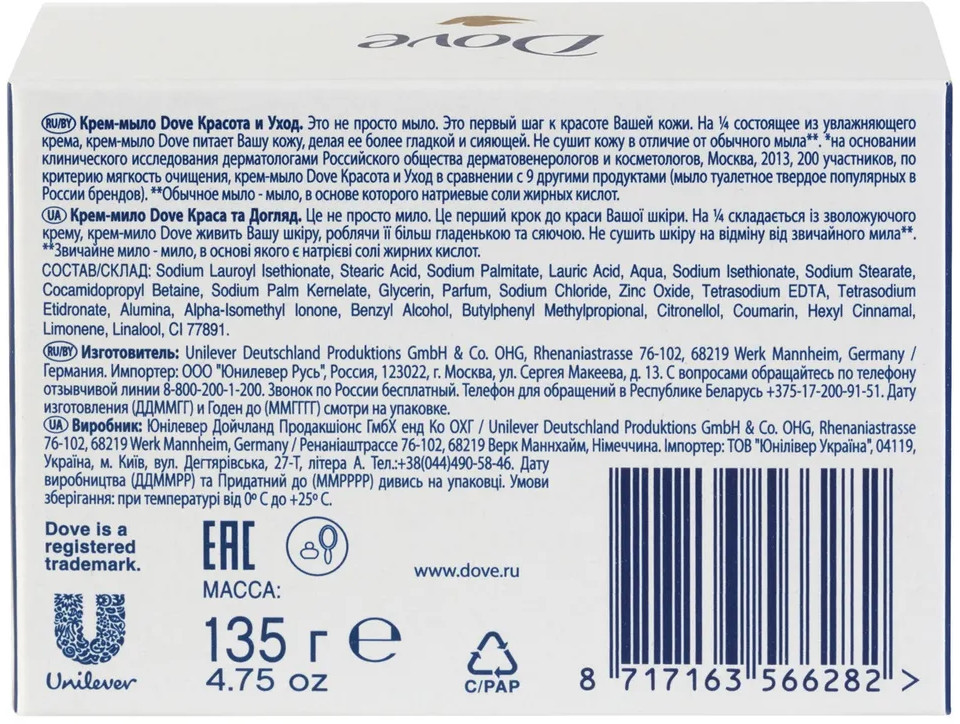 Dove
RU/BY Крем-мыло Dove Красота и Уход. Это не просто мыло. Это первый шаг к красоте Вашей кожи. На ¼ состоящее из увлажняющего
крема, крем-мыло Dove питает Вашу кожу, делая ее более гладкой и сияющей. Не сушит кожу в отличие от обычного мыла**. *на основании
клинического исследования дерматологами Российского общества дерматовенерологов и косметологов, Москва, 2013, 200 участников, по
критерию мягкость очищения, крем-мыло Dove Красота и Уход в сравнении с 9 другими продуктами (мыло туалетное твердое популярных в
России брендов). **Обычное мыло - мыло, в основе которого натриевые соли жирных кислот.
UA Крем-мило Dove Краса та Догляд. Це не просто мило. Це перший крок до краси Вашої шкіри. На ¼ складається із зволожуючого
крему, крем-мило Dove живить Вашу шкіру, роблячи її більш гладенькою та сяючою. Не сушить шкіру на відміну від звичайного мила**.
**Звичайне мило - мило, в основі якого є натрієві солі жирних кислот.
СОСТАВ/СКЛАД: Sodium Lauroyl Isethionate, Stearic Acid, Sodium Palmitate, Lauric Acid, Aqua, Sodium Isethionate, Sodium Stearate,
Cocamidopropyl Betaine, Sodium Palm Kernelate, Glycerin, Parfum, Sodium Chloride, Zinc Oxide, Tetrasodium EDTA, Tetrasodium
Etidronate, Alumina, Alpha-Isomethyl Ionone, Benzyl Alcohol, Butylphenyl Methylpropional, Citronellol, Coumarin, Hexyl Cinnamal,
Limonene, Linalool, CI 77891.
RU/BY Изготовитель: Unilever Deutschland Produktions GmbH & Co. OHG, Rhenaniastrasse 76-102, 68219 Werk Mannheim, Germany /
Германия. Импортер: ООО "Юнилевер Русь", Россия, 123022, г. Москва, ул. Сергея Макеева, д. 13. С вопросами обращайтесь по телефону
отзывчивой линии 8-800-200-1-200. Звонок по России бесплатный. Телефон для обращений в Республике Беларусь +375-17-200-91-51. Дату
изготовления (ДДММГГ) и Годен до (ММГГГГ) смотри на упаковке.
UA Виробник: Юнілевер Дойчланд Продакшіонс ГмбХ енд Ко ОХГ / Unilever Deutschland Produktions GmbH & Co. OHG, Rhenaniastrasse
76-102, 68219 Werk Mannheim, Germany / Ренаніаштрассе 76-102, 68219 Верк Маннхайм, Німеччина. Імпортер: ТОВ "Юнілівер Україна", 04119,
Україна, м. Київ, вул. Дегтярівська, 27-Т, літера А. Тел.:+38(044)490-58-46. Дату
виробництва (ДДММРР) та Придатний до (ММРРРР) дивись на упаковці. Умови
зберігання: при температурі від 0° С до +25° С.
Dove is a
registered
trademark.
EAC
МАССА:
135 г e
4.75 oz
www.dove.ru
Unilever
C/PAP
8 717163 566282 >